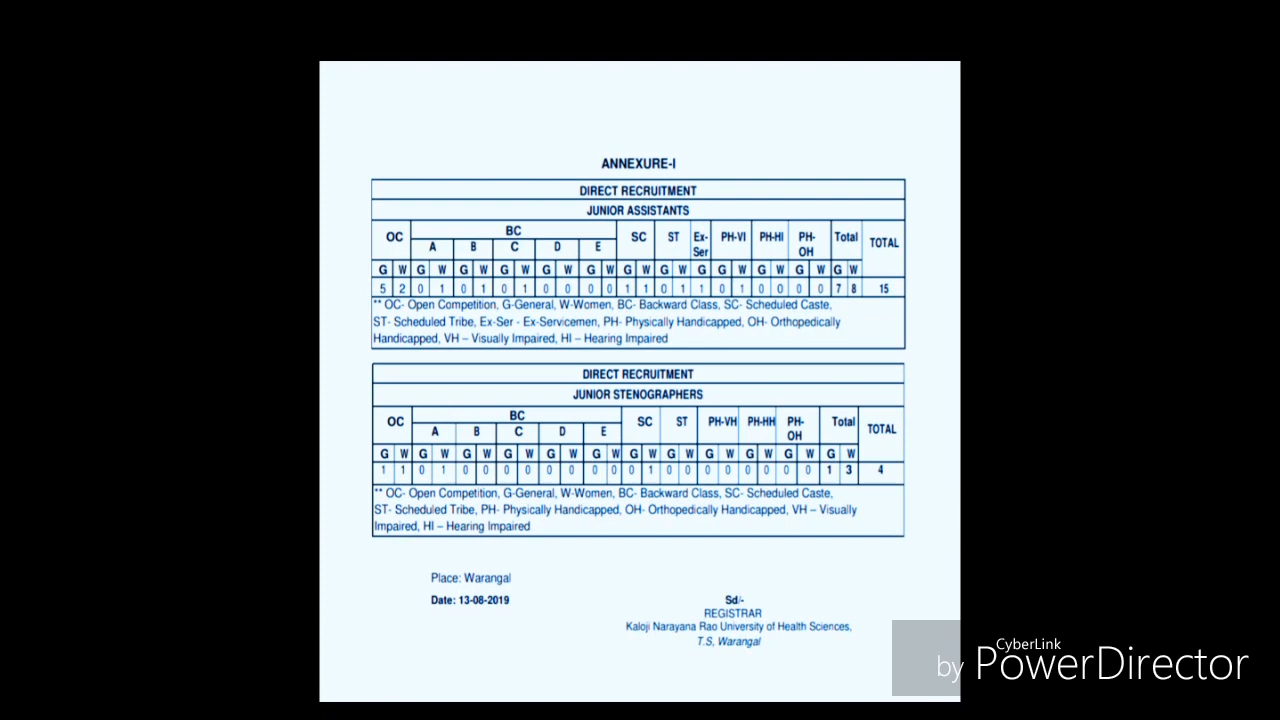 ANNEXURE-I
DIRECT RECRUITMENT
JUNIOR ASSISTANTS
OC BC SC ST Ex-Ser PH-VI PH-HI PH-OH Total TOTAL
A B C D E
G W G W G W G W G W G W G W G W G G W G W G W G W
5 2 0 1 0 1 0 1 0 0 0 0 1 1 0 1 1 0 1 0 0 0 0 7 8 15
** OC- Open Competition, G-General, W-Women, BC- Backward Class, SC- Scheduled Caste,
ST- Scheduled Tribe, Ex-Ser - Ex-Servicemen, PH- Physically Handicapped, OH- Orthopedically
Handicapped, VH – Visually Impaired, HI – Hearing Impaired
DIRECT RECRUITMENT
JUNIOR STENOGRAPHERS
OC BC SC ST PH-VH PH-HH PH-OH Total TOTAL
A B C D E
G W G W G W G W G W G W G W G W G W G W G W G W
1 1 0 1 0 0 0 0 0 0 0 0 0 1 0 0 0 0 0 0 0 0 1 3 4
** OC- Open Competition, G-General, W-Women, BC- Backward Class, SC- Scheduled Caste,
ST- Scheduled Tribe, PH- Physically Handicapped, OH- Orthopedically Handicapped, VH – Visually
Impaired, HI – Hearing Impaired
Place: Warangal
Date: 13-08-2019
Sd/-
REGISTRAR
Kaloji Narayana Rao University of Health Sciences,
T.S, Warangal
CyberLink
by PowerDirector